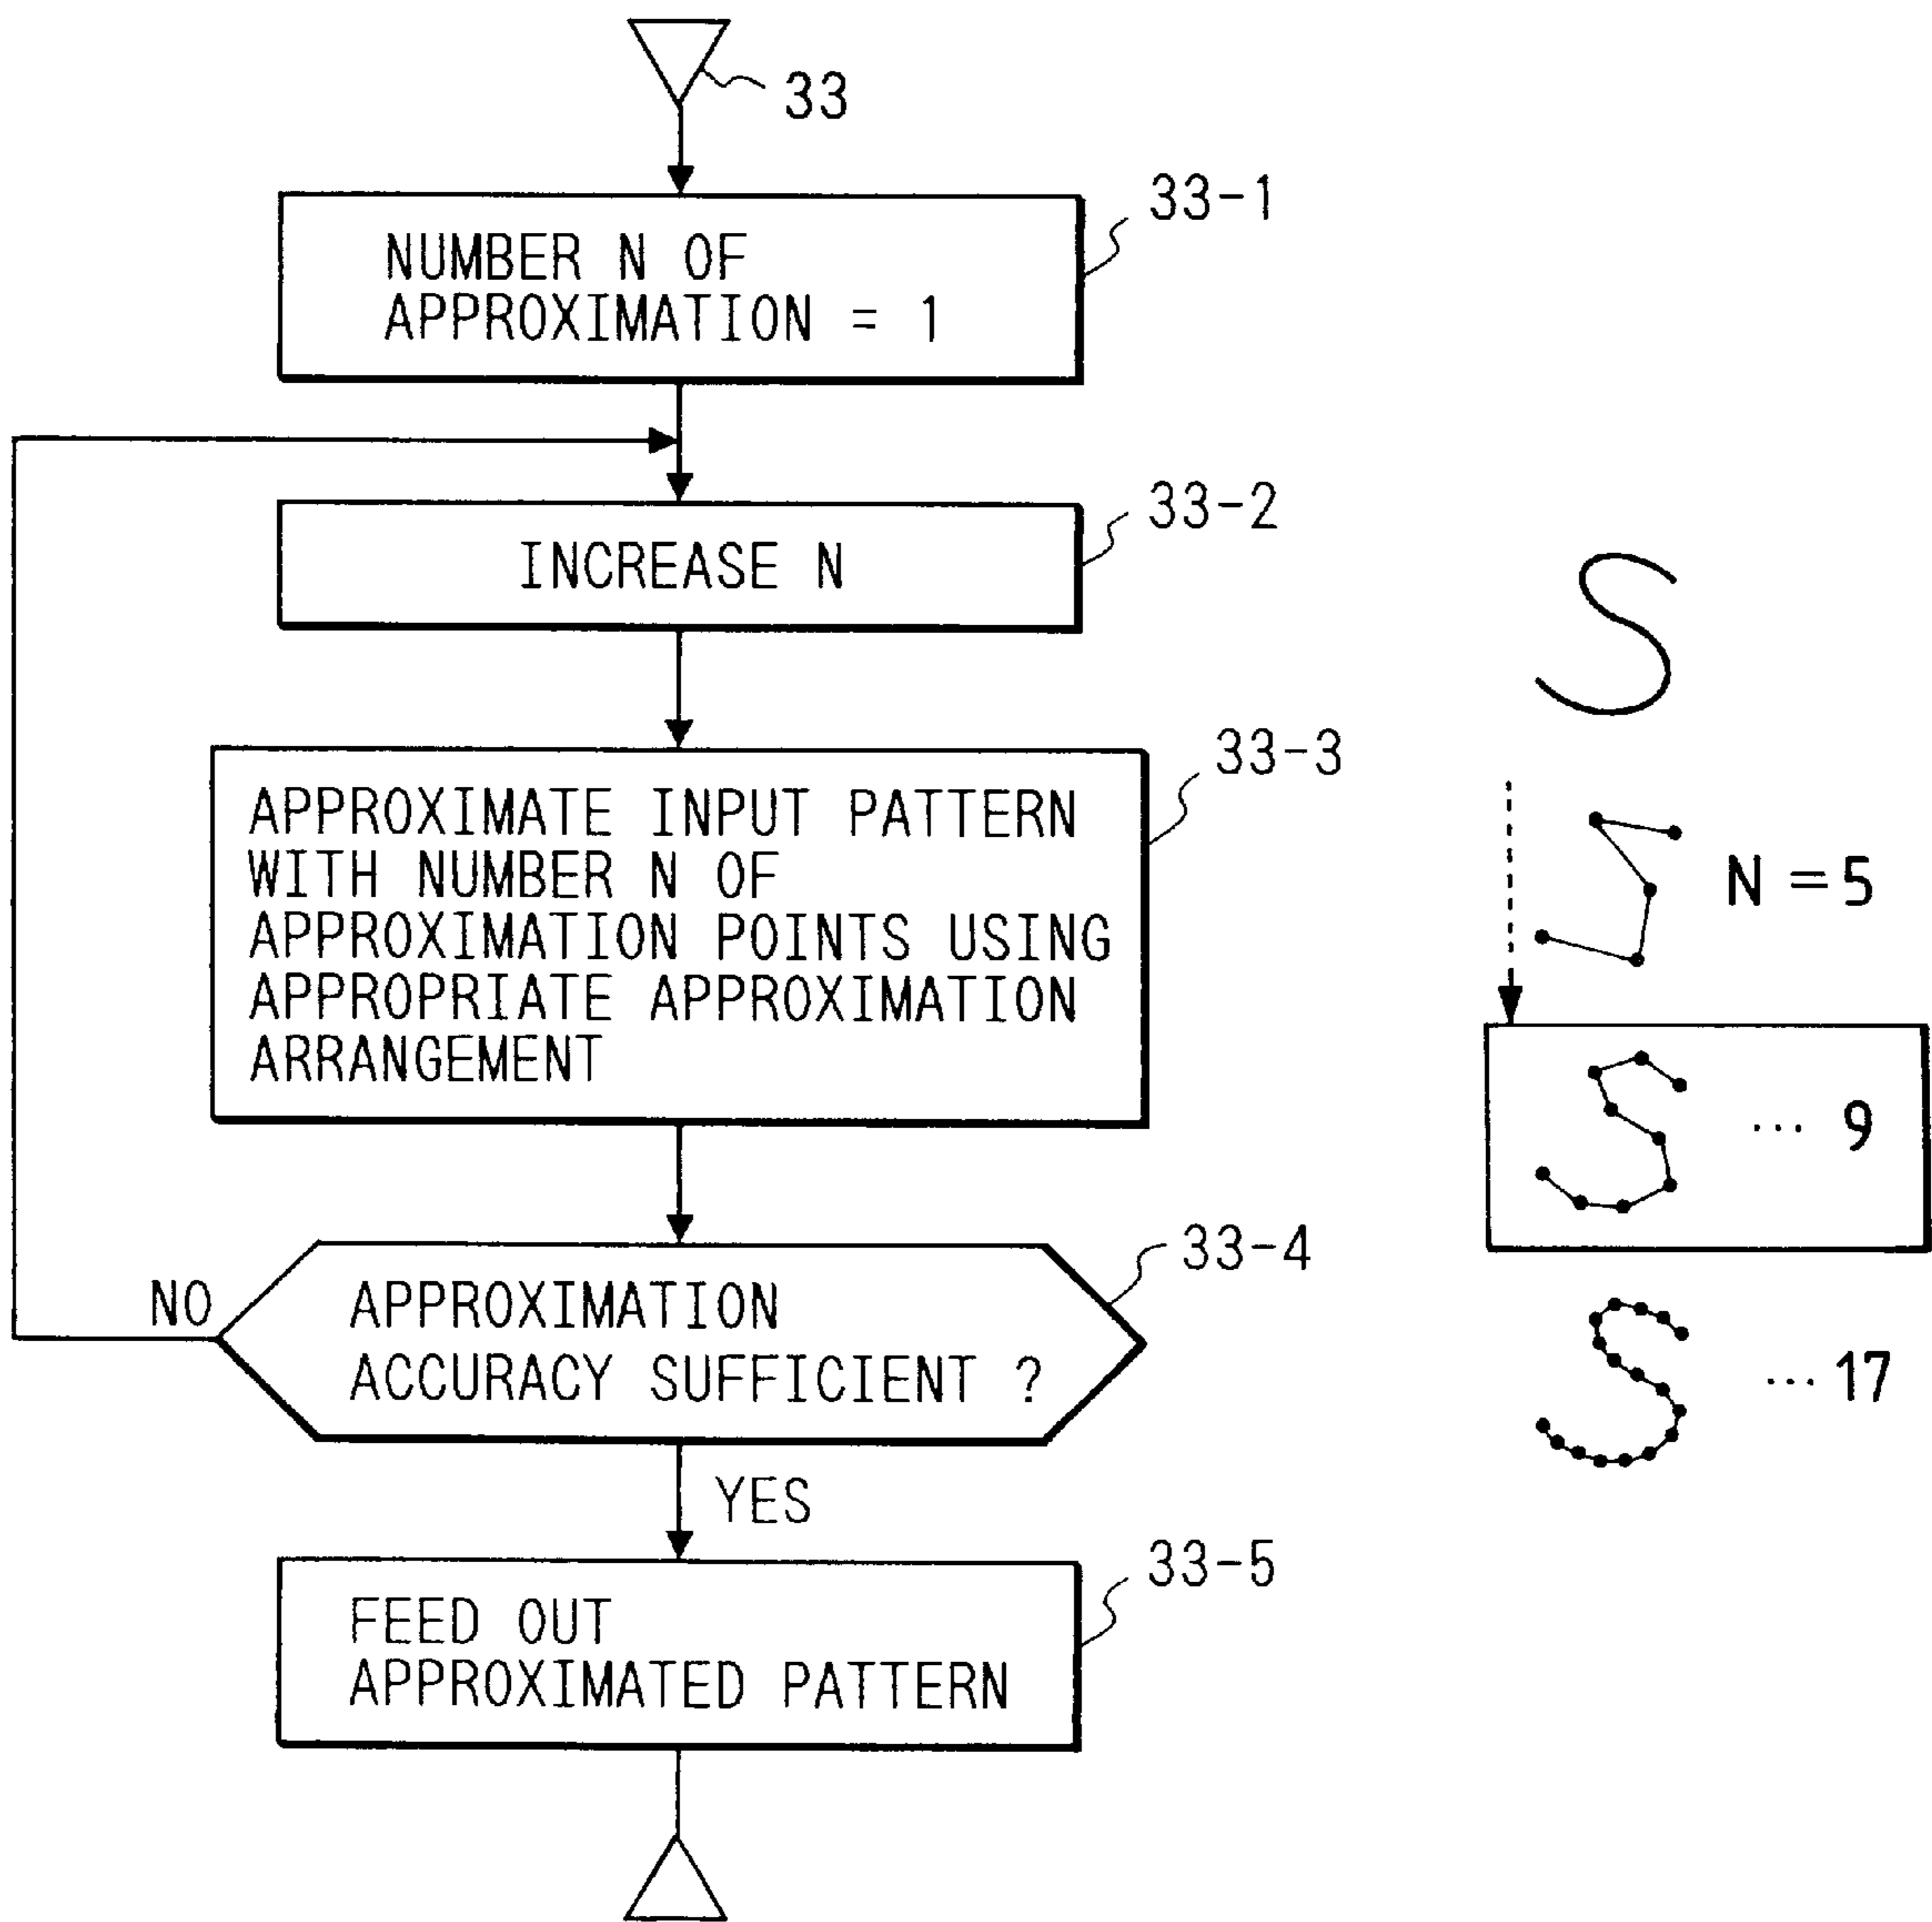 33
33-1
NUMBER N OF
APPROXIMATION = 1
33-2
INCREASE N
33-3
APPROXIMATE INPUT PATTERN
WITH NUMBER N OF
APPROXIMATION POINTS USING
APPROPRIATE APPROXIMATION
ARRANGEMENT
33-4
NO
APPROXIMATION
ACCURACY SUFFICIENT ?
YES
33-5
FEED OUT
APPROXIMATED PATTERN
S
N = 5
... 9
... 17